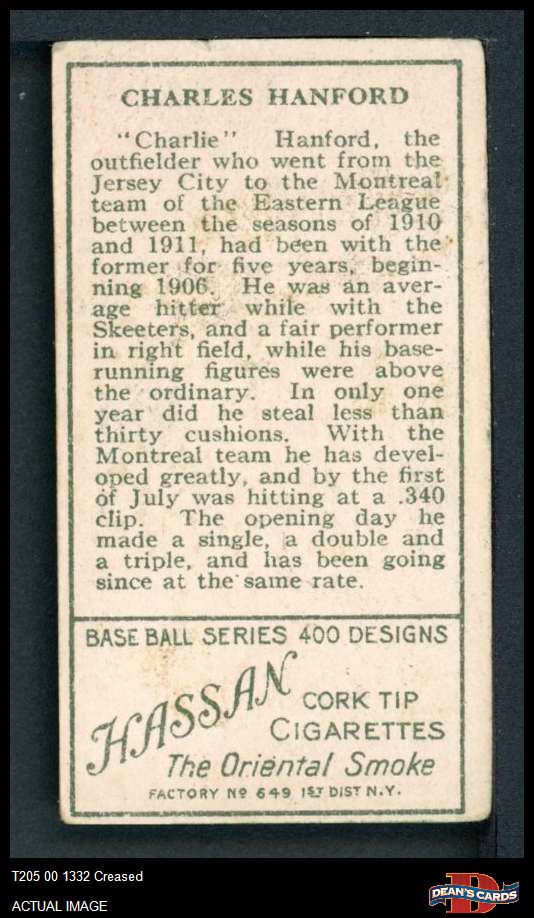 CHARLES HANFORD
"Charlie" Hanford, the
outfielder who went from the
Jersey City to the Montreal
team of the Eastern League
between the seasons of 1910
and 1911, had been with the
former for five years, begin-
ning 1906. He was an aver-
age hitter while with the
Skeeters, and a fair performer
in right field, while his base-
running figures were above
the ordinary. In only one
year did he steal less than
thirty cushions. With the
Montreal team he has devel-
oped greatly, and by the first
of July was hitting at a .340
clip. The opening day he
made a single, a double and
a triple, and has been going
since at the same rate.
BASE BALL SERIES 400 DESIGNS
HASSAN
CORK TIP
CIGARETTES
The Oriental Smoke
FACTORY Nº 649 1ST DIST N.Y.
T205 00 1332 Creased
ACTUAL IMAGE
D
DEAN'S CARDS